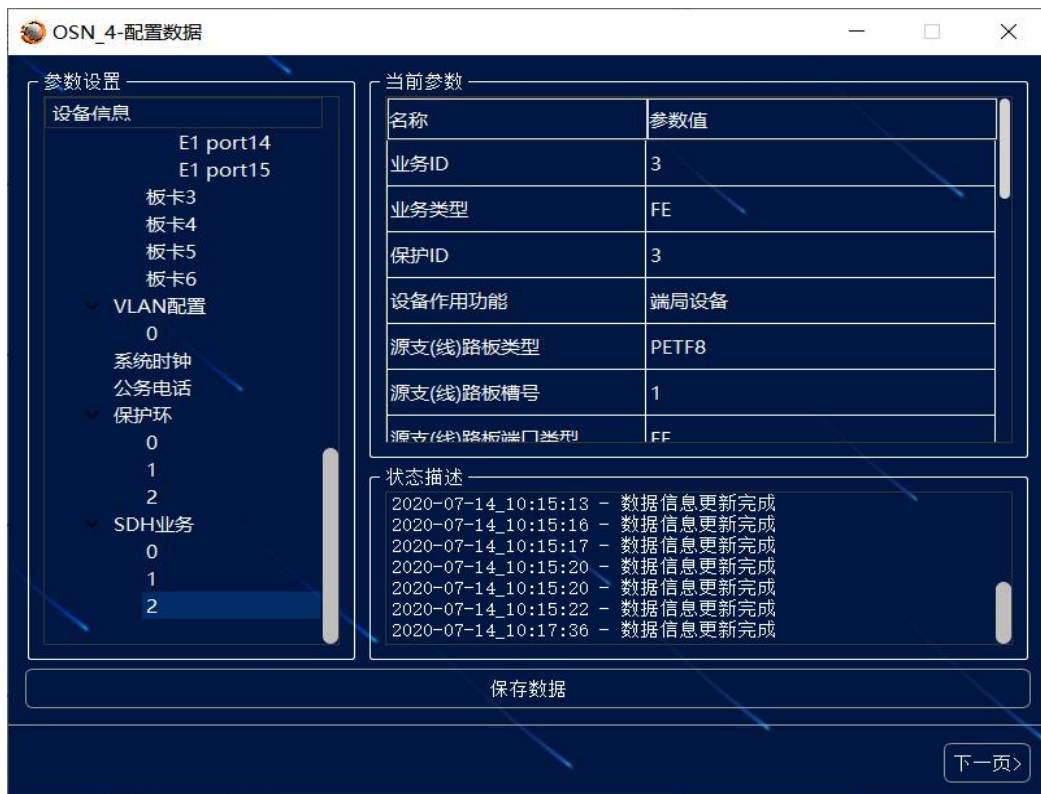 OSN_4-配置数据
参数设置
设备信息
E1 port14
E1 port15
板卡3
板卡4
板卡5
板卡6
VLAN配置
0
系统时钟
公务电话
保护环
0
1
2
SDH业务
0
1
2
当前参数
名称 参数值
业务ID 3
业务类型 FE
保护ID 3
设备作用功能 端局设备
源支(线)路板类型 PETF8
源支(线)路板槽号 1
源支(线)路板端口类型 FE
状态描述
2020-07-14_10:15:13 - 数据信息更新完成
2020-07-14_10:15:16 - 数据信息更新完成
2020-07-14_10:15:17 - 数据信息更新完成
2020-07-14_10:15:20 - 数据信息更新完成
2020-07-14_10:15:20 - 数据信息更新完成
2020-07-14_10:15:22 - 数据信息更新完成
2020-07-14_10:17:36 - 数据信息更新完成
保存数据
下一页>